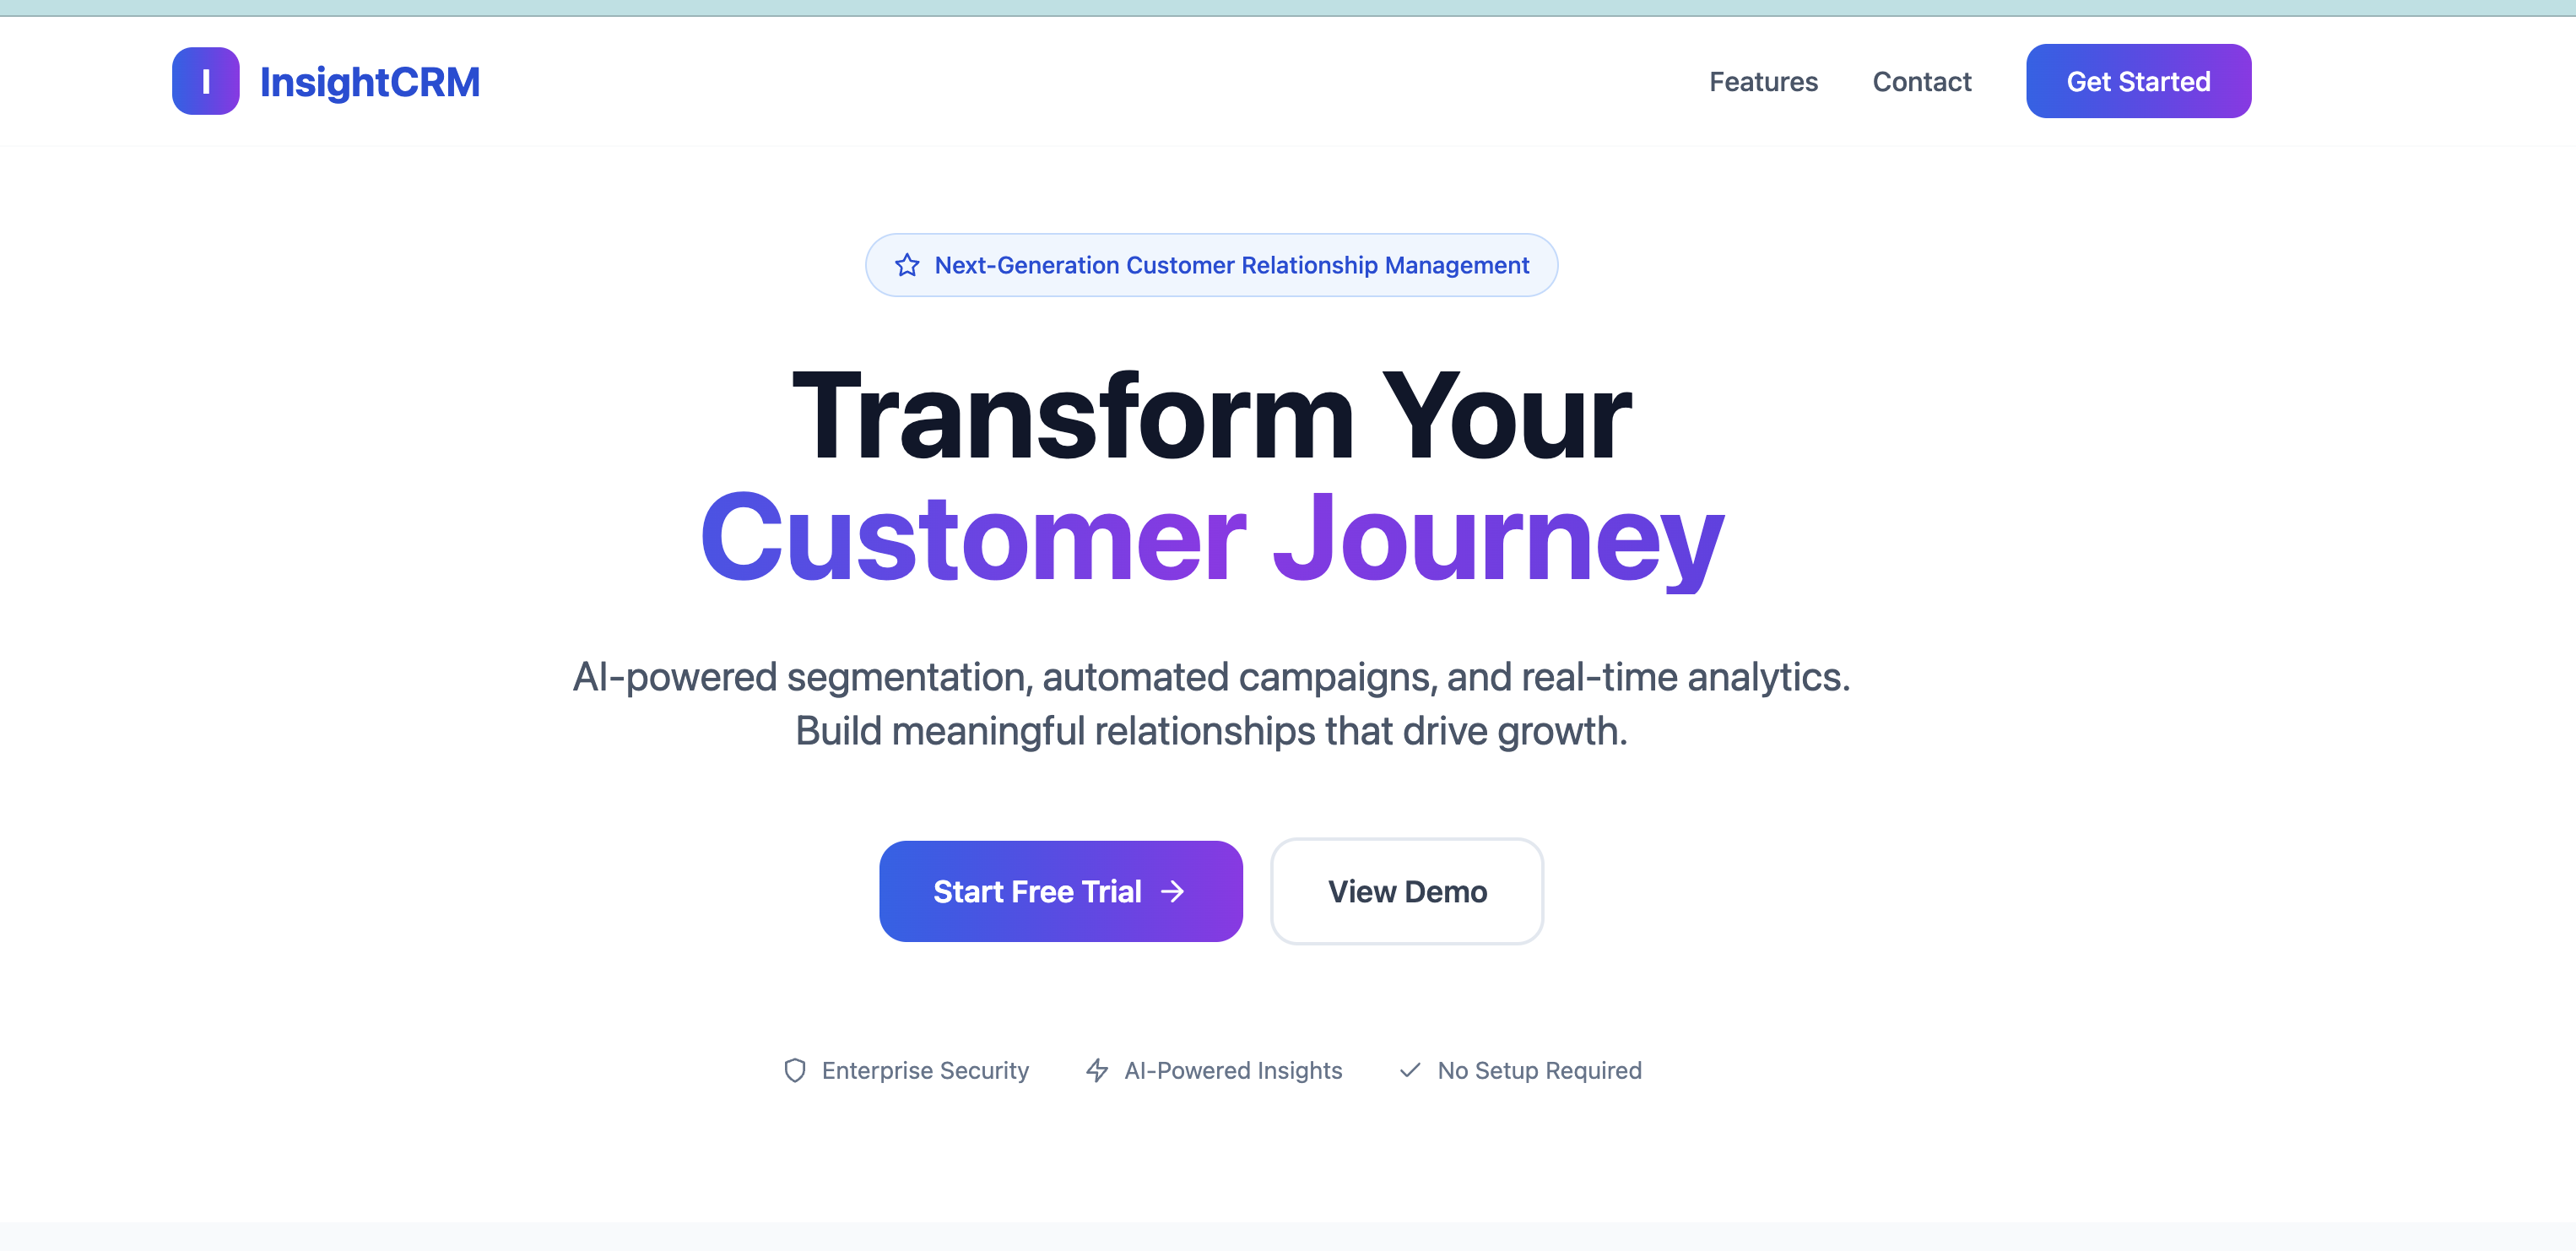 I InsightCRM
Features Contact Get Started
Next-Generation Customer Relationship Management
Transform Your
Customer Journey
AI-powered segmentation, automated campaigns, and real-time analytics.
Build meaningful relationships that drive growth.
Start Free Trial → View Demo
Enterprise Security AI-Powered Insights No Setup Required